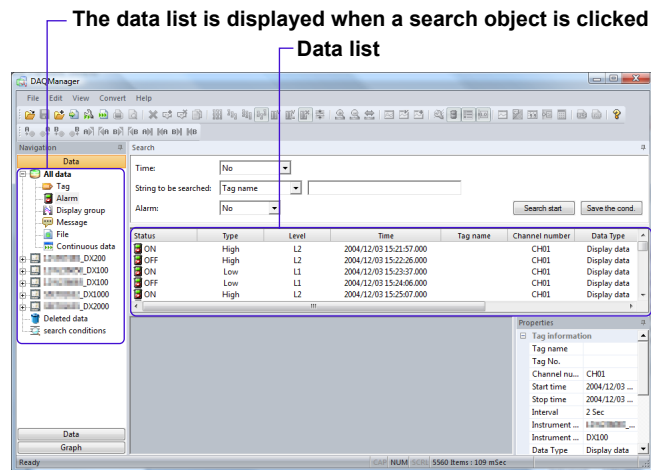 The data list is displayed when a search object is clicked
Data list
DAQManager
File Edit View Convert Help
Navigation
Data
All data
Tag
Alarm
Display group
Message
File
Continuous data
_DX200
_DX100
_DX100
_DX1000
_DX2000
Deleted data
search conditions
Data
Graph
Search
Time: No
String to be searched: Tag name
Alarm: No Search start Save the cond.
Status Type Level Time Tag name Channel number Data Type
ON High L2 2004/12/03 15:21:57.000 CH01 Display data
OFF High L2 2004/12/03 15:22:26.000 CH01 Display data
ON Low L1 2004/12/03 15:23:37.000 CH01 Display data
OFF Low L1 2004/12/03 15:24:06.000 CH01 Display data
ON High L2 2004/12/03 15:25:07.000 CH01 Display data
Properties
Tag information
Tag name
Tag No.
Channel nu... CH01
Start time 2004/12/03 ...
Stop time 2004/12/03 ...
Interval 2 Sec
Instrument ... _...
Instrument ... DX100
Data Type Display data
Ready CAP NUM SCRL 5560 Items : 109 mSec